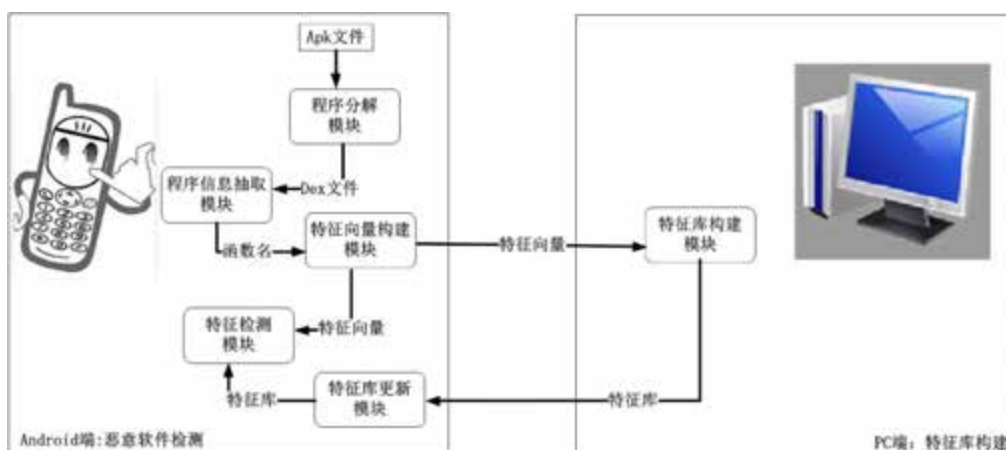 Apk文件
程序分解
模块
Dex文件
程序信息抽取
模块
函数名
特征向量构建
模块
特征向量
特征库构建
模块
特征向量
特征检测
模块
特征库
特征库更新
模块
特征库
Android端:恶意软件检测
PC端：特征库构建